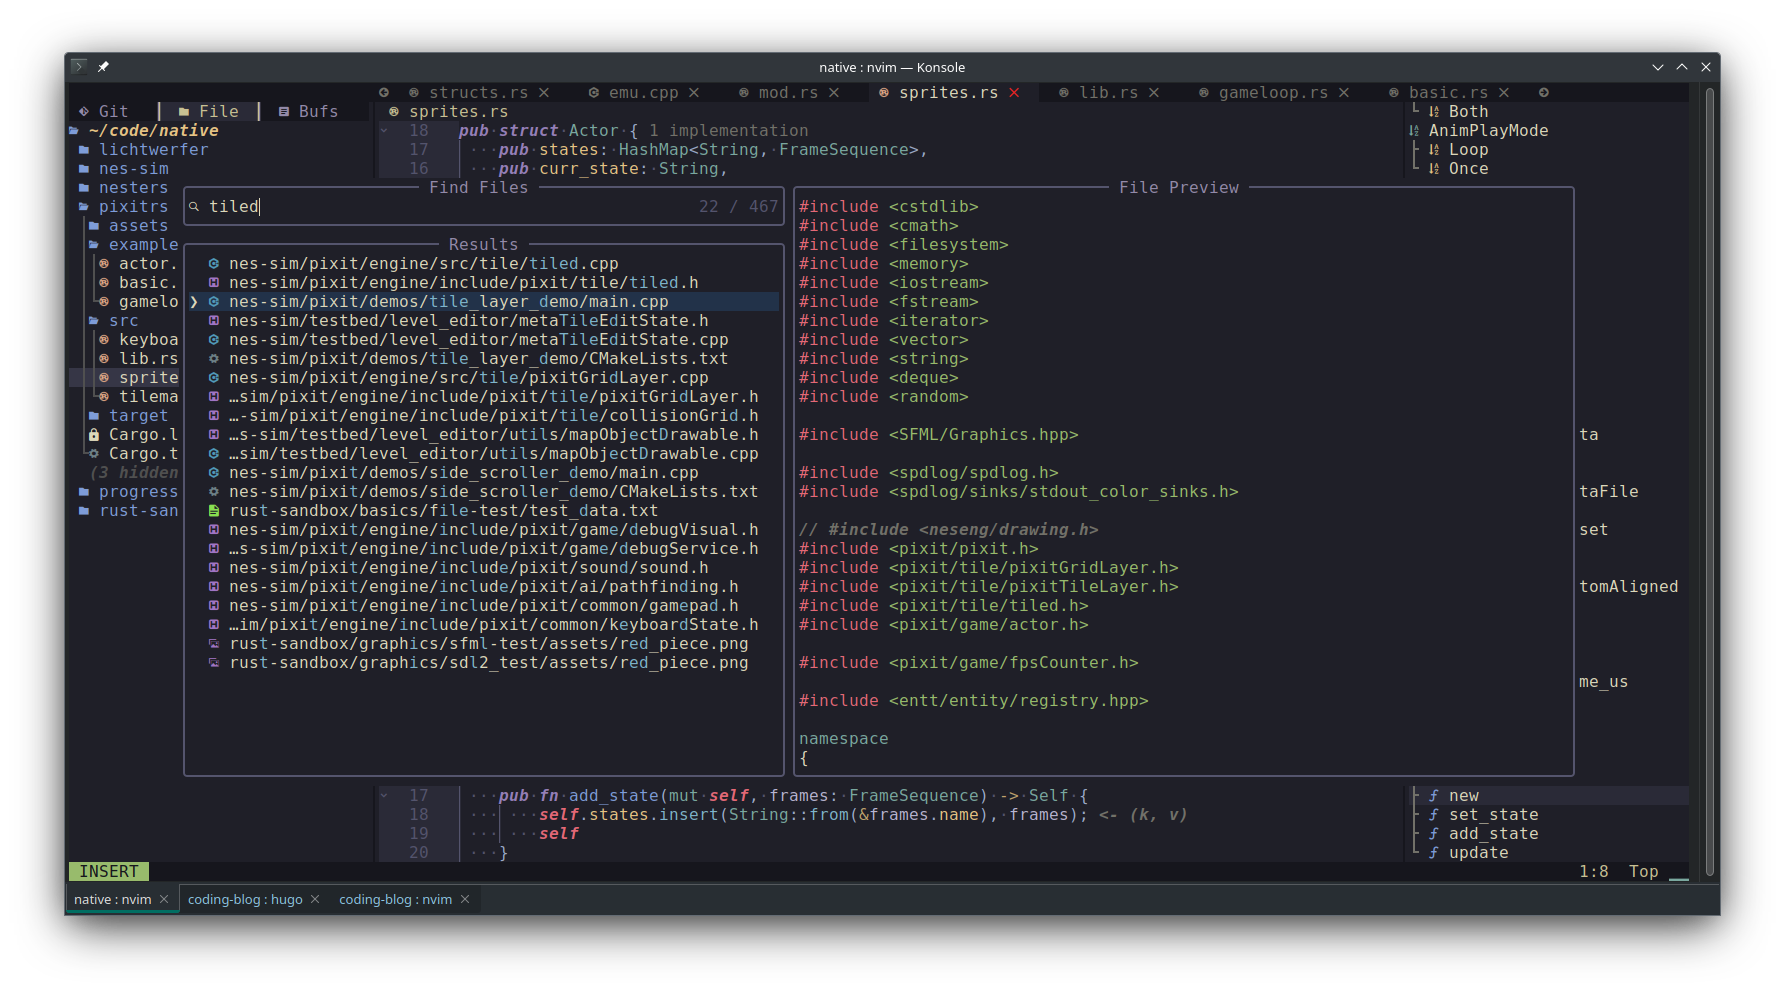 native : nvim — Konsole
structs.rs emu.cpp mod.rs sprites.rs lib.rs gameloop.rs basic.rs
Git File Bufs
sprites.rs
~/code/native
lichtwerfer
nes-sim
nesters
pixitrs
assets
example
actor.
basic.
gamelo
src
keyboa
lib.rs
sprite
tilema
target
Cargo.l
Cargo.t
(3 hidden
progress
rust-san
18 pub struct Actor { 1 implementation
17 ···pub·states:·HashMap<String,·FrameSequence>,
16 ···pub·curr_state:·String,
Both
AnimPlayMode
Loop
Once
Find Files
tiled 22 / 467
Results
nes-sim/pixit/engine/src/tile/tiled.cpp
nes-sim/pixit/engine/include/pixit/tile/tiled.h
❯ nes-sim/pixit/demos/tile_layer_demo/main.cpp
nes-sim/testbed/level_editor/metaTileEditState.h
nes-sim/testbed/level_editor/metaTileEditState.cpp
nes-sim/pixit/demos/tile_layer_demo/CMakeLists.txt
nes-sim/pixit/engine/src/tile/pixitGridLayer.cpp
…sim/pixit/engine/include/pixit/tile/pixitGridLayer.h
…-sim/pixit/engine/include/pixit/tile/collisionGrid.h
…s-sim/testbed/level_editor/utils/mapObjectDrawable.h
…sim/testbed/level_editor/utils/mapObjectDrawable.cpp
nes-sim/pixit/demos/side_scroller_demo/main.cpp
nes-sim/pixit/demos/side_scroller_demo/CMakeLists.txt
rust-sandbox/basics/file-test/test_data.txt
nes-sim/pixit/engine/include/pixit/game/debugVisual.h
…s-sim/pixit/engine/include/pixit/game/debugService.h
nes-sim/pixit/engine/include/pixit/sound/sound.h
nes-sim/pixit/engine/include/pixit/ai/pathfinding.h
nes-sim/pixit/engine/include/pixit/common/gamepad.h
…im/pixit/engine/include/pixit/common/keyboardState.h
rust-sandbox/graphics/sfml-test/assets/red_piece.png
rust-sandbox/graphics/sdl2_test/assets/red_piece.png
File Preview
#include <cstdlib>
#include <cmath>
#include <filesystem>
#include <memory>
#include <iostream>
#include <fstream>
#include <iterator>
#include <vector>
#include <string>
#include <deque>
#include <random>
#include <SFML/Graphics.hpp>
#include <spdlog/spdlog.h>
#include <spdlog/sinks/stdout_color_sinks.h>
// #include <neseng/drawing.h>
#include <pixit/pixit.h>
#include <pixit/tile/pixitGridLayer.h>
#include <pixit/tile/pixitTileLayer.h>
#include <pixit/tile/tiled.h>
#include <pixit/game/actor.h>
#include <pixit/game/fpsCounter.h>
#include <entt/entity/registry.hpp>
namespace
{
ta
taFile
set
tomAligned
me_us
17 ···pub·fn·add_state(mut·self,·frames:·FrameSequence)·->·Self·{
18 ······self.states.insert(String::from(&frames.name),·frames); <- (k, v)
19 ······self
20 ···}
new
set_state
add_state
update
INSERT 1:8 Top
native : nvim coding-blog : hugo coding-blog : nvim